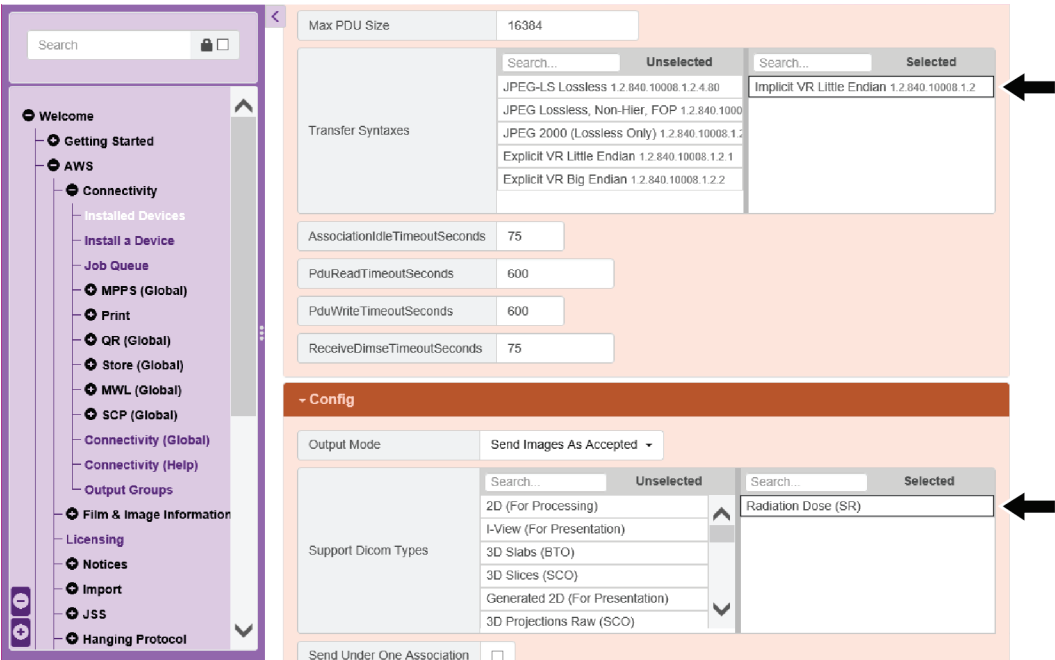 Search
Welcome
Getting Started
AWS
Connectivity
Installed Devices
Install a Device
Job Queue
MPPS (Global)
Print
QR (Global)
Store (Global)
MWL (Global)
SCP (Global)
Connectivity (Global)
Connectivity (Help)
Output Groups
Film & Image Information
Licensing
Notices
Import
JSS
Hanging Protocol
Max PDU Size 16384
Transfer Syntaxes
Search... Unselected
JPEG-LS Lossless 1.2.840.10008.1.2.4.80
JPEG Lossless, Non-Hier, FOP 1.2.840.1000
JPEG 2000 (Lossless Only) 1.2.840.10008.1.2
Explicit VR Little Endian 1.2.840.10008.1.2.1
Explicit VR Big Endian 1.2.840.10008.1.2.2
Search... Selected
Implicit VR Little Endian 1.2.840.10008.1.2
AssociationIdleTimeoutSeconds 75
PduReadTimeoutSeconds 600
PduWriteTimeoutSeconds 600
ReceiveDimseTimeoutSeconds 75
Config
Output Mode Send Images As Accepted
Support Dicom Types
Search... Unselected
2D (For Processing)
I-View (For Presentation)
3D Slabs (BTO)
3D Slices (SCO)
Generated 2D (For Presentation)
3D Projections Raw (SCO)
Search... Selected
Radiation Dose (SR)
Send Under One Association